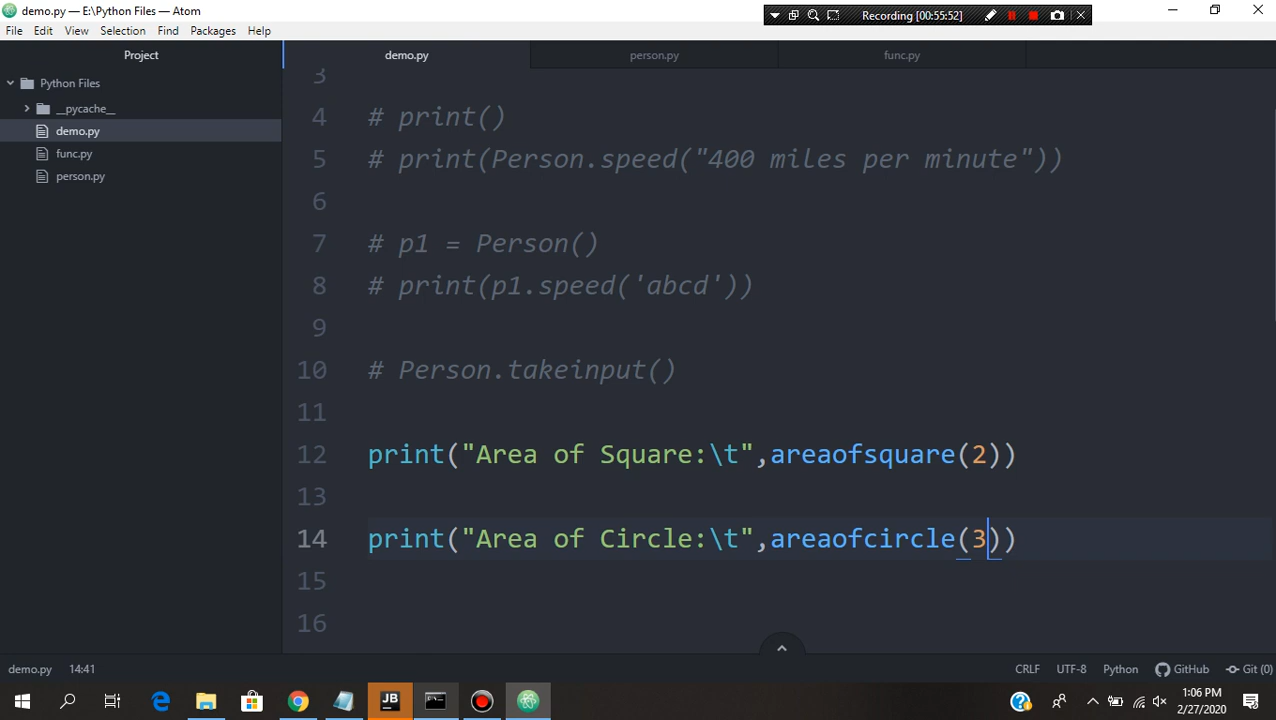 demo.py — E:\Python Files — Atom
Recording [00:55:52]
File Edit View Selection Find Packages Help
Project
demo.py person.py func.py
Python Files
__pycache__
demo.py
func.py
person.py
3
4 # print()
5 # print(Person.speed("400 miles per minute"))
6
7 # p1 = Person()
8 # print(p1.speed('abcd'))
9
10 # Person.takeinput()
11
12 print("Area of Square:\t",areaofsquare(2))
13
14 print("Area of Circle:\t",areaofcircle(3))
15
16
demo.py 14:41 CRLF UTF-8 Python GitHub Git (0)
JB
1:06 PM
2/27/2020